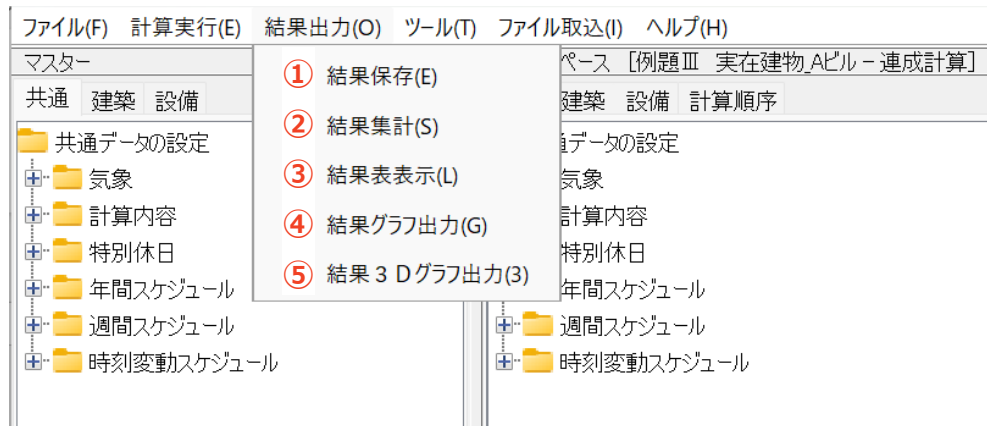 ファイル(F) 計算実行(E) 結果出力(O) ツール(T) ファイル取込(I) ヘルプ(H)
マスター
ペース [例題Ⅲ 実在建物_Aビル－連成計算]
共通 建築 設備
建築 設備 計算順序
① 結果保存(E)
② 結果集計(S)
③ 結果表表示(L)
④ 結果グラフ出力(G)
⑤ 結果３Ｄグラフ出力(3)
共通データの設定
気象
計算内容
特別休日
年間スケジュール
週間スケジュール
時刻変動スケジュール
通データの設定
気象
計算内容
特別休日
年間スケジュール
週間スケジュール
時刻変動スケジュール